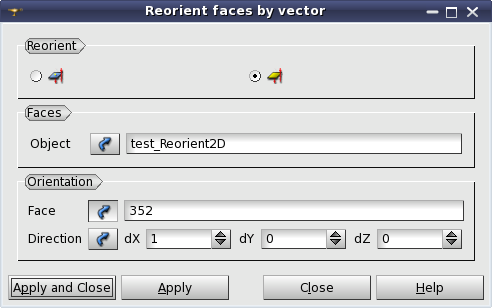 Reorient faces by vector
Reorient
Faces
Object test_Reorient2D
Orientation
Face 352
Direction dX 1 dY 0 dZ 0
Apply and Close Apply Close Help